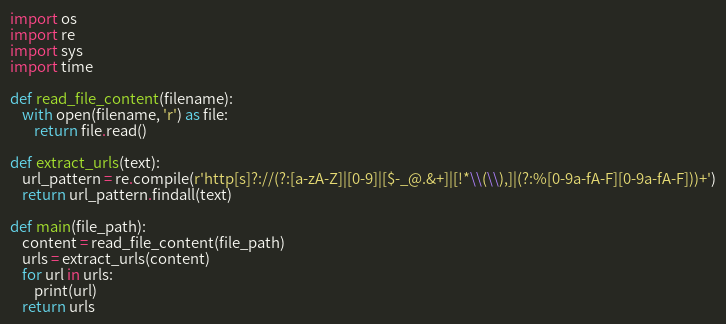 import os
import re
import sys
import time

def read_file_content(filename):
    with open(filename, 'r') as file:
        return file.read()

def extract_urls(text):
    url_pattern = re.compile(r'http[s]?://(?:[a-zA-Z]|[0-9]|[$-_@.&+]|[!*\\(\\),]|(?:%[0-9a-fA-F][0-9a-fA-F]))+')
    return url_pattern.findall(text)

def main(file_path):
    content = read_file_content(file_path)
    urls = extract_urls(content)
    for url in urls:
        print(url)
    return urls